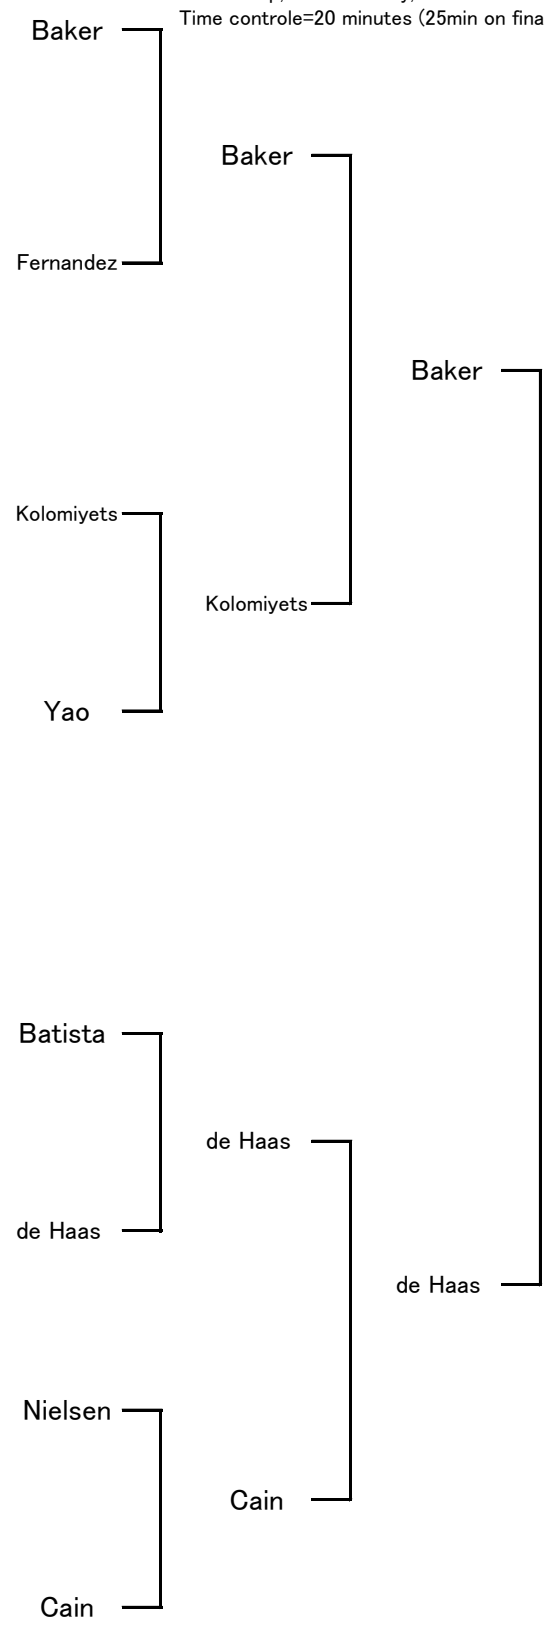 Time controle=20 minutes (25min on fina
Baker
Baker
Fernandez
Baker
Kolomiyets
Kolomiyets
Yao
Batista
de Haas
de Haas
de Haas
Nielsen
Cain
Cain